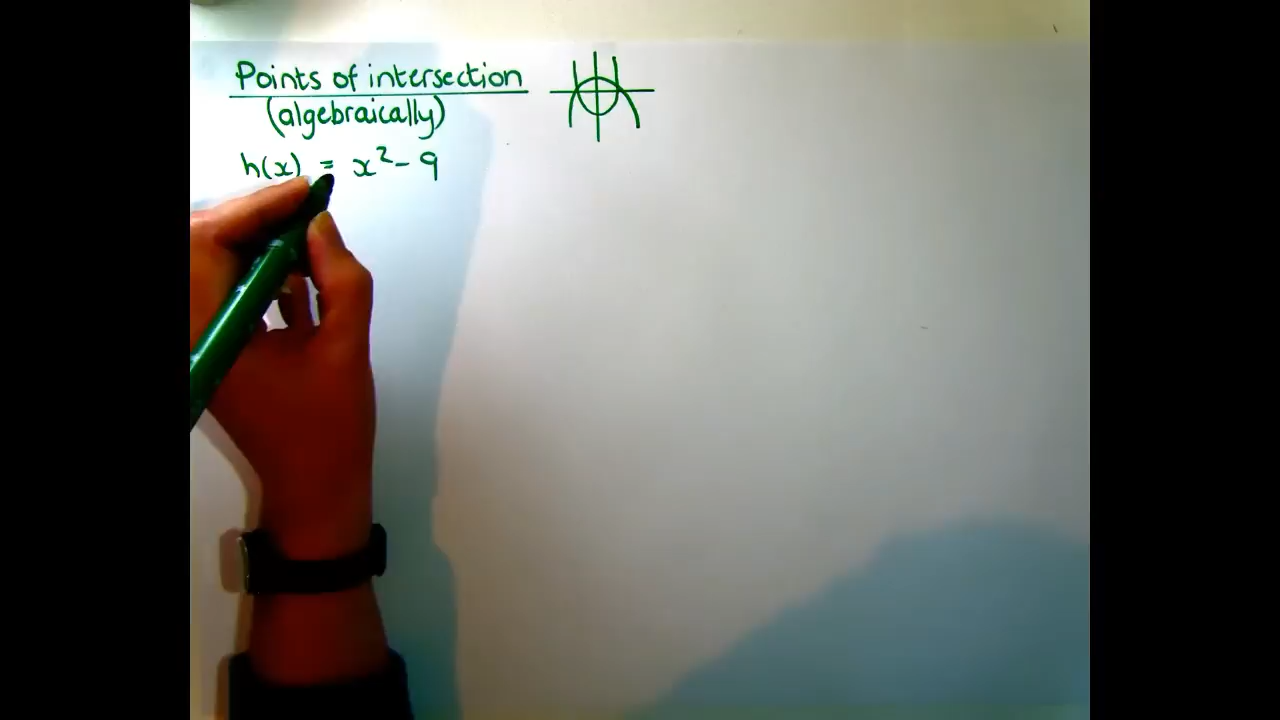 Points of intersection
(algebraically)
h(x) = x² - 9